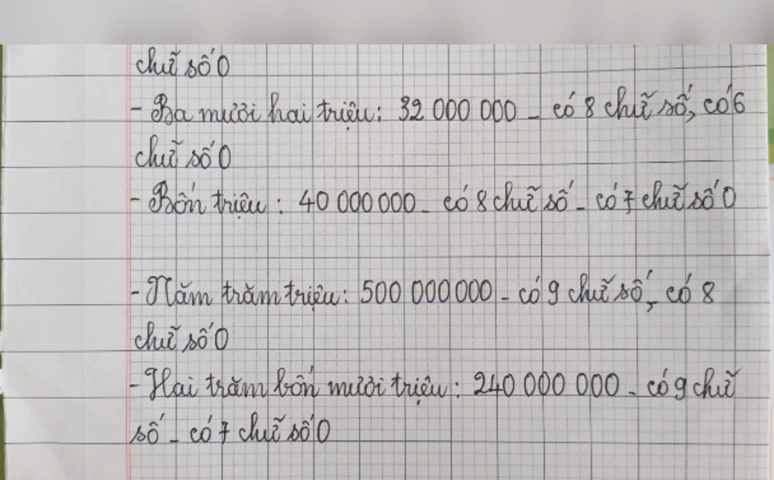 chữ số 0
- Ba mười hai triệu: 32 000 000 - có 8 chữ số, có 6
chữ số 0
- Bốn triệu: 40 000 000 - có 8 chữ số - có 7 chữ số 0
- Năm trăm triệu: 500 000 000 - có 9 chữ số, có 8
chữ số 0
- Hai trăm bốn mười triệu: 240 000 000 - có 9 chữ
số - có 7 chữ số 0